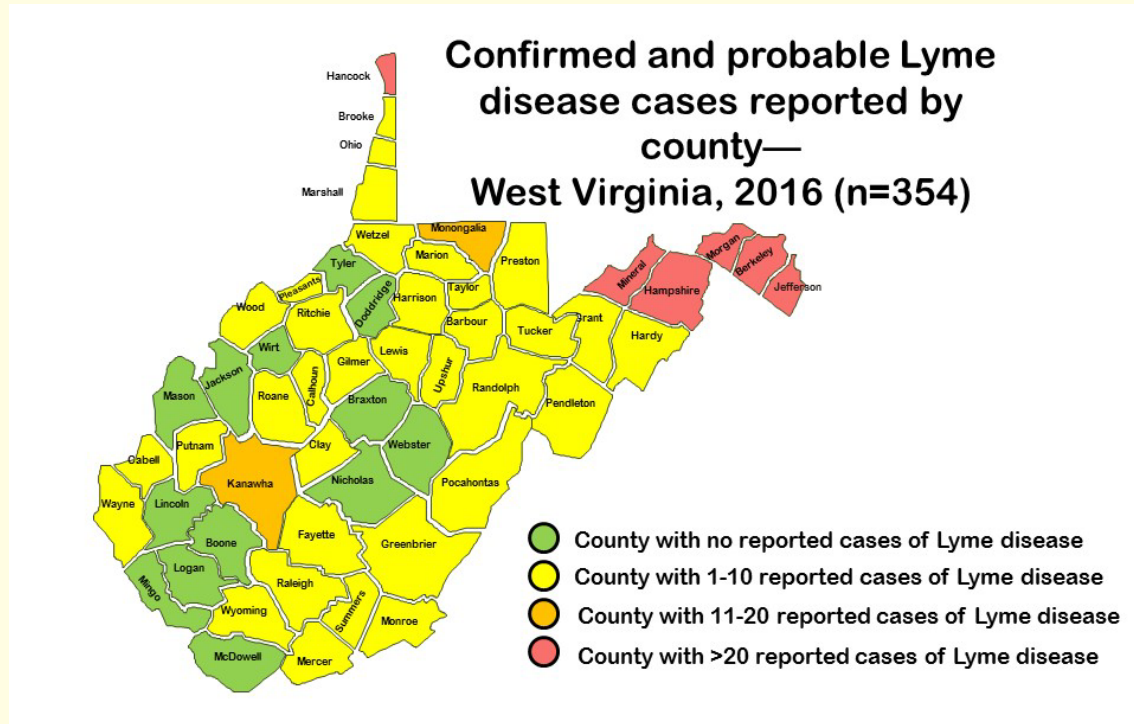 Confirmed and probable Lyme
disease cases reported by
county—
West Virginia, 2016 (n=354)
Hancock
Brooke
Ohio
Marshall
Wetzel
Monongalia
Marion
Preston
Morgan
Berkeley
Jefferson
Mineral
Hampshire
Tyler
Pleasants
Doddridge
Harrison
Taylor
Wood
Ritchie
Barbour
Tucker
Grant
Hardy
Wirt
Gilmer
Lewis
Upshur
Randolph
Pendleton
Mason
Jackson
Roane
Calhoun
Braxton
Webster
Cabell
Putnam
Clay
Kanawha
Nicholas
Pocahontas
Wayne
Lincoln
Boone
Fayette
Greenbrier
Logan
Mingo
Raleigh
Wyoming
Summers
Monroe
McDowell
Mercer
County with no reported cases of Lyme disease
County with 1-10 reported cases of Lyme disease
County with 11-20 reported cases of Lyme disease
County with >20 reported cases of Lyme disease